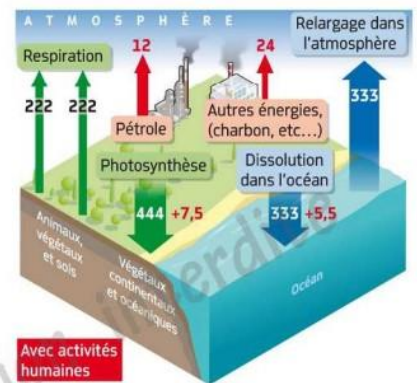 ATMOSPHÈRE
Respiration
12
24
Relargage dans
l'atmosphère
222
222
333
Pétrole
Autres énergies,
(charbon, etc...)
Photosynthèse
Dissolution
dans l'océan
444 +7,5
333 +5,5
Animaux,
végétaux
et sols
Végétaux
continentaux
et océaniques
Océan
interdite
Avec activités
humaines